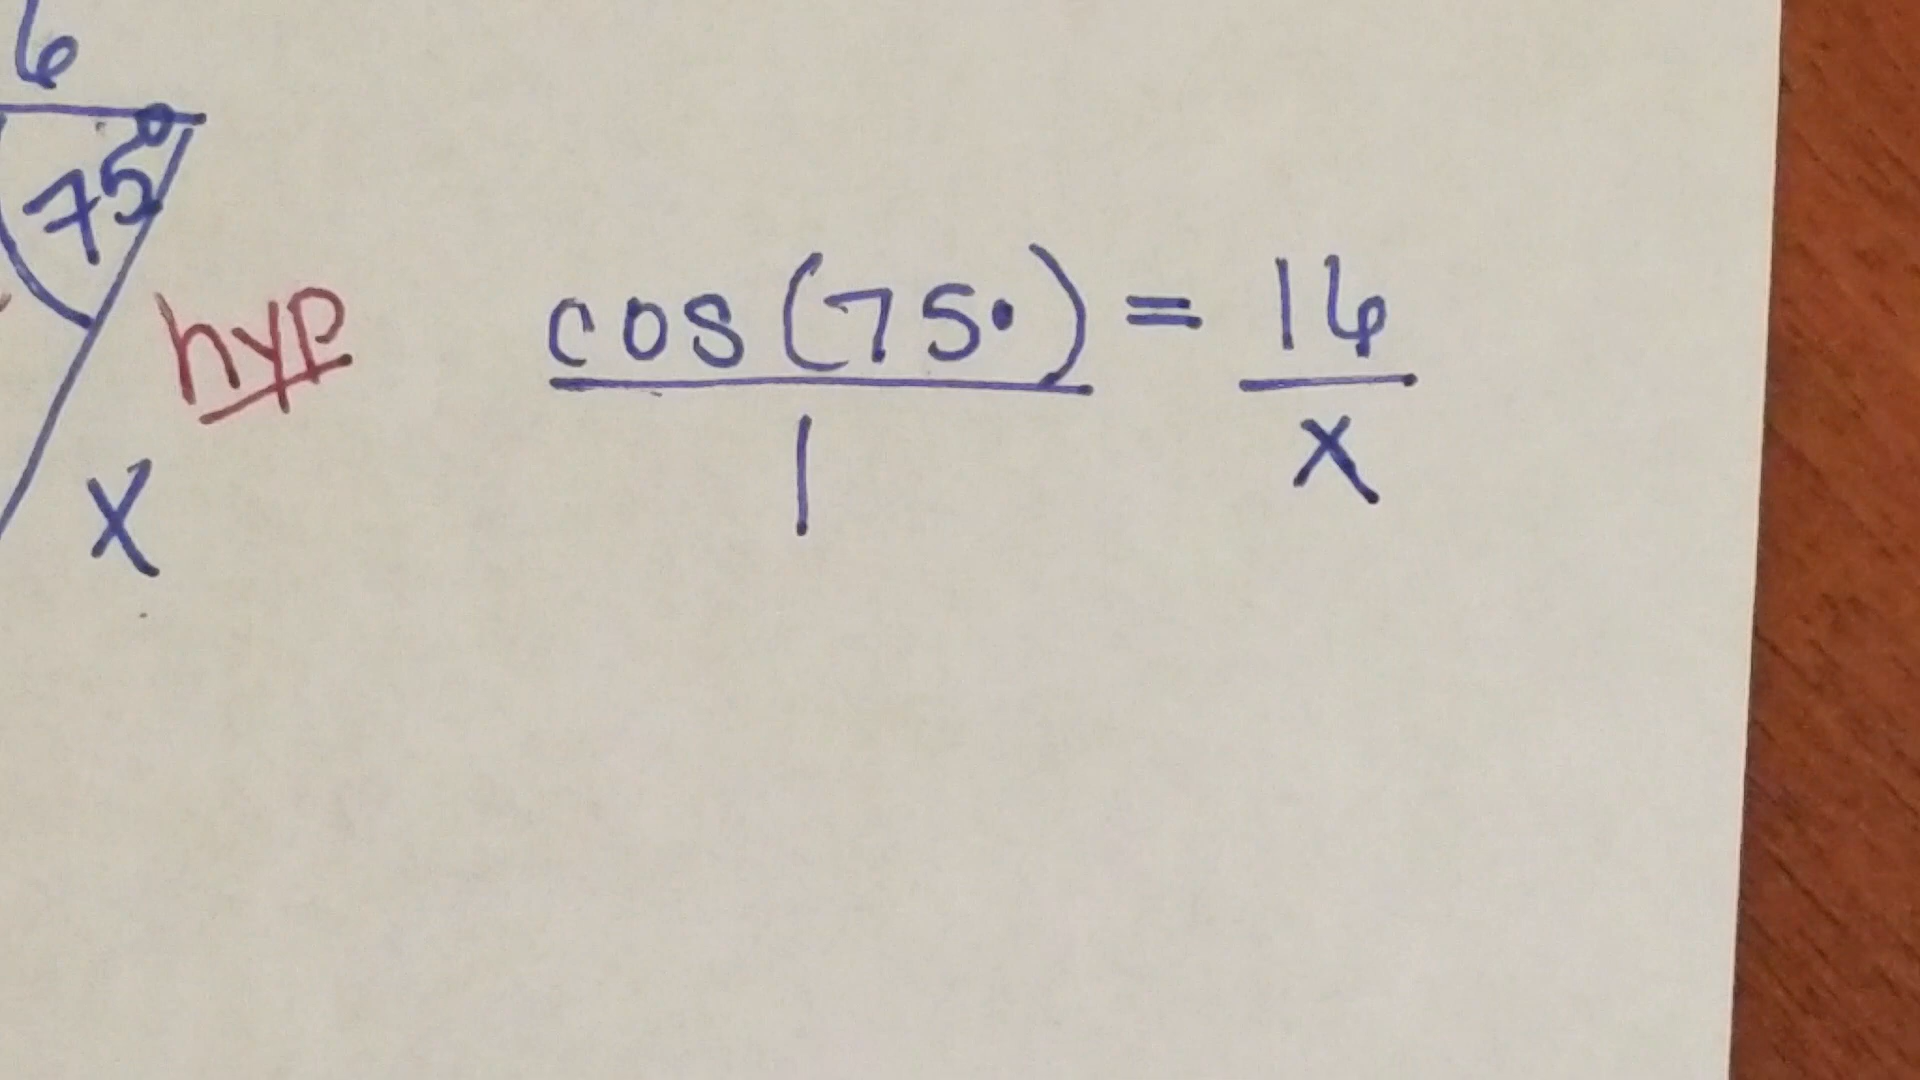 6
75°
hyp
x
cos(75°) = 16
1 x